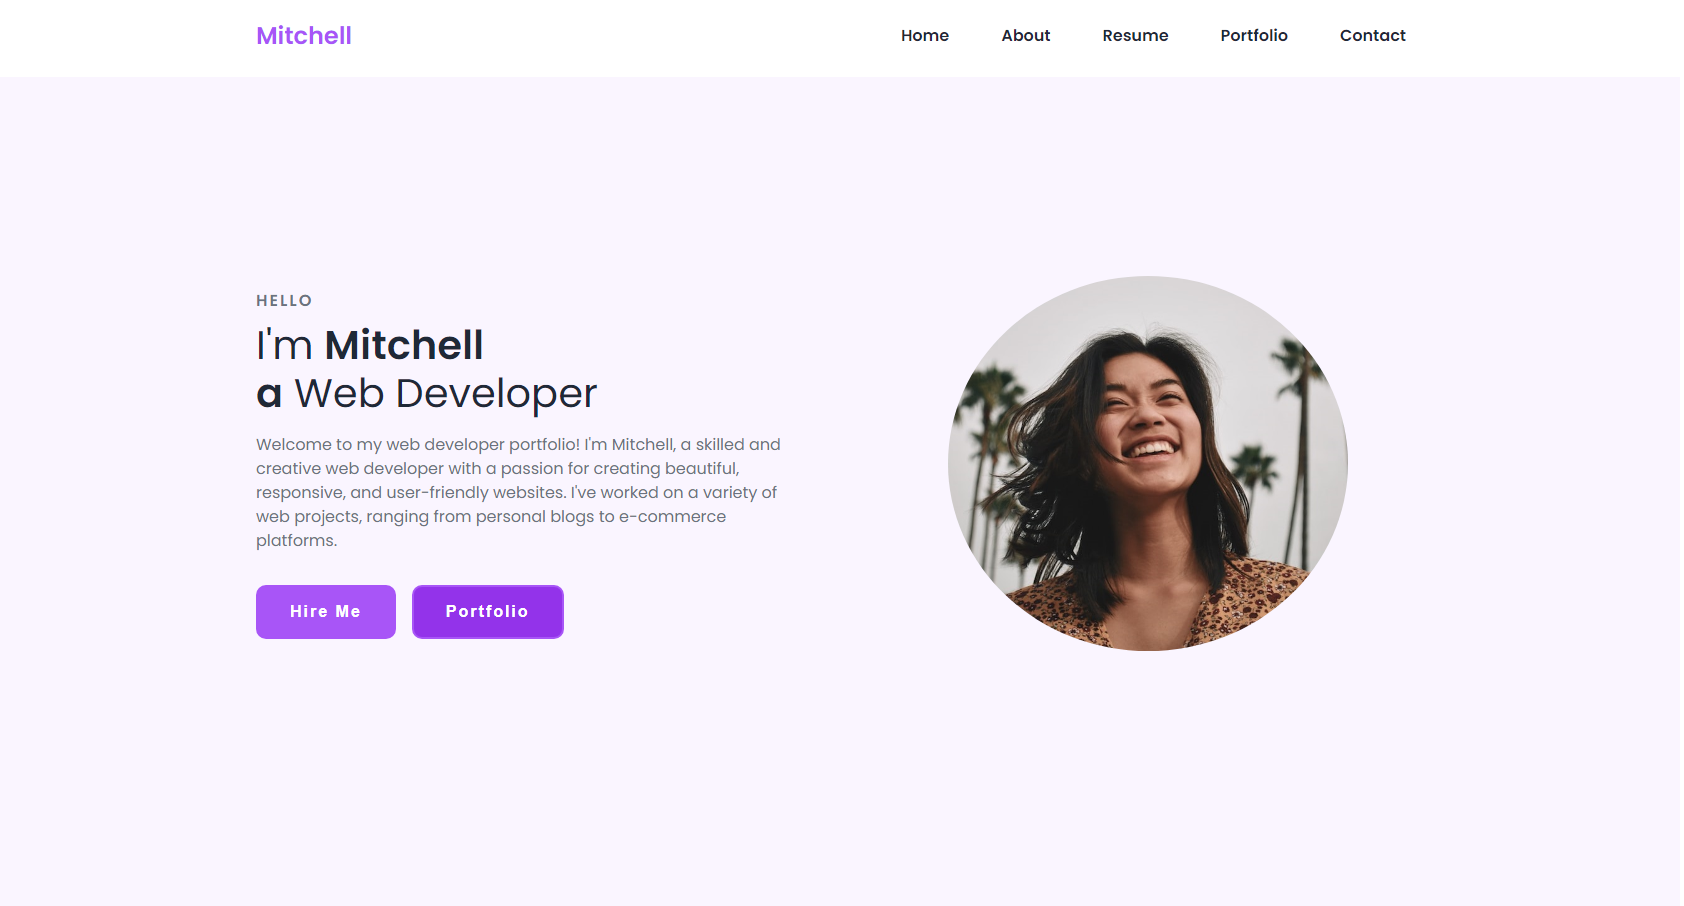 Mitchell
Home About Resume Portfolio Contact
HELLO
I'm Mitchell
a Web Developer
Welcome to my web developer portfolio! I'm Mitchell, a skilled and
creative web developer with a passion for creating beautiful,
responsive, and user-friendly websites. I've worked on a variety of
web projects, ranging from personal blogs to e-commerce
platforms.
Hire Me Portfolio